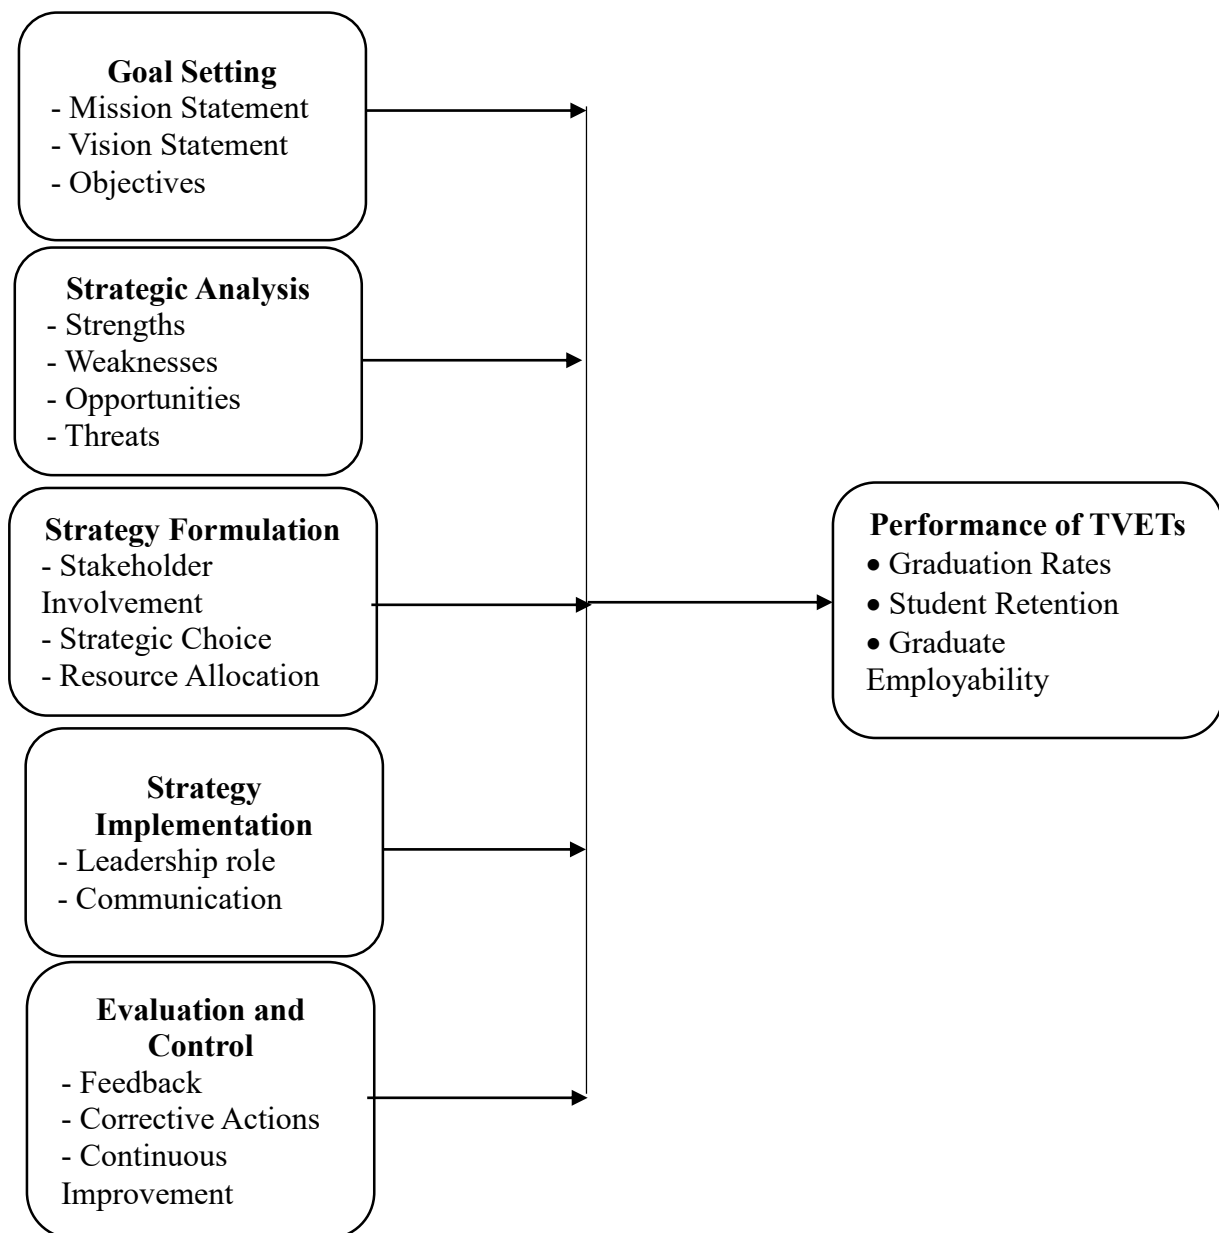 Goal Setting
- Mission Statement
- Vision Statement
- Objectives
Strategic Analysis
- Strengths
- Weaknesses
- Opportunities
- Threats
Strategy Formulation
- Stakeholder
Involvement
- Strategic Choice
- Resource Allocation
Strategy
Implementation
- Leadership role
- Communication
Evaluation and
Control
- Feedback
- Corrective Actions
- Continuous
Improvement
Performance of TVETs
• Graduation Rates
• Student Retention
• Graduate
Employability